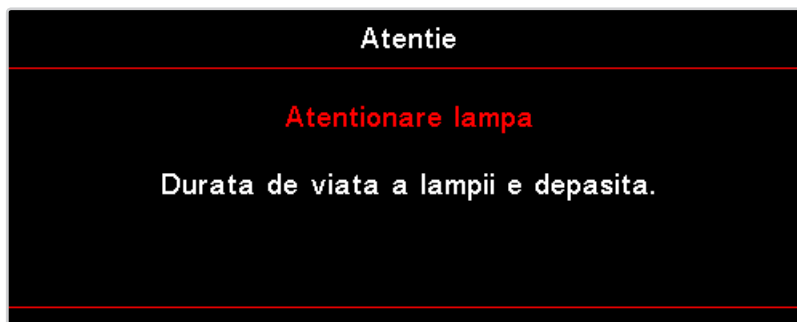 Atentie
Atentionare lampa
Durata de viata a lampii e depasita.